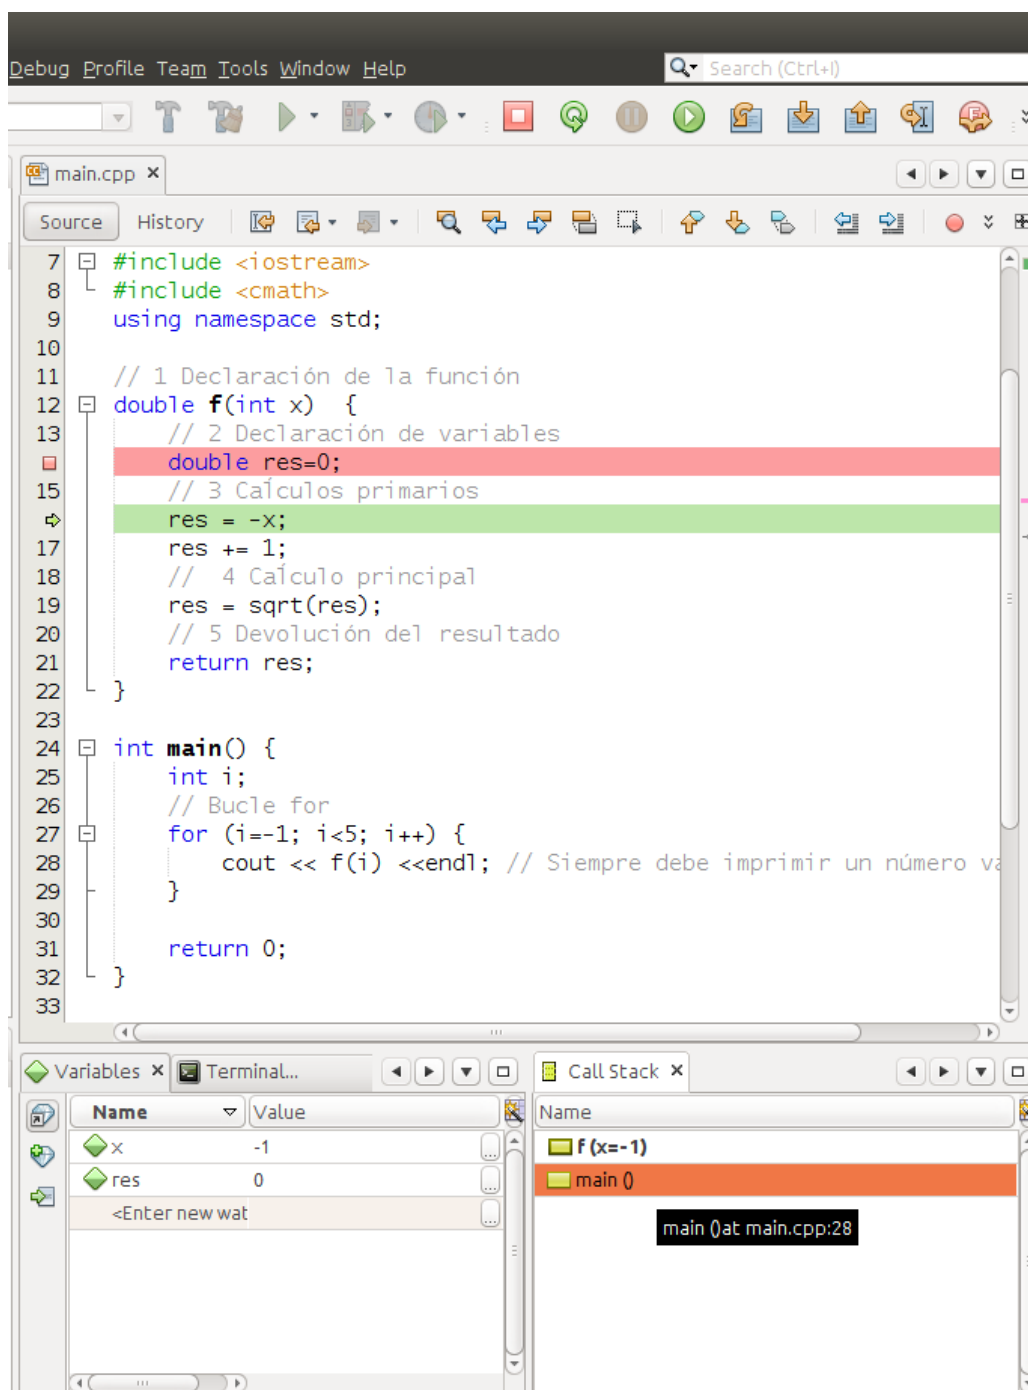 Debug Profile Team Tools Window Help
Search (Ctrl+I)
main.cpp
Source History
7 #include <iostream>
8 #include <cmath>
9 using namespace std;
10
11 // 1 Declaración de la función
12 double f(int x)  {
13 // 2 Declaración de variables
double res=0;
15 // 3 Caĺculos primarios
res = -x;
17 res += 1;
18 //  4 Caĺculo principal
19 res = sqrt(res);
20 // 5 Devolución del resultado
21 return res;
22 }
23
24 int main() {
25 int i;
26 // Bucle for
27 for (i=-1; i<5; i++) {
28 cout << f(i) <<endl; // Siempre debe imprimir un número
29 }
30
31 return 0;
32 }
33
Variables Terminal...
Name Value
x -1
res 0
<Enter new wat
Call Stack
Name
f (x=-1)
main ()
main ()at main.cpp:28